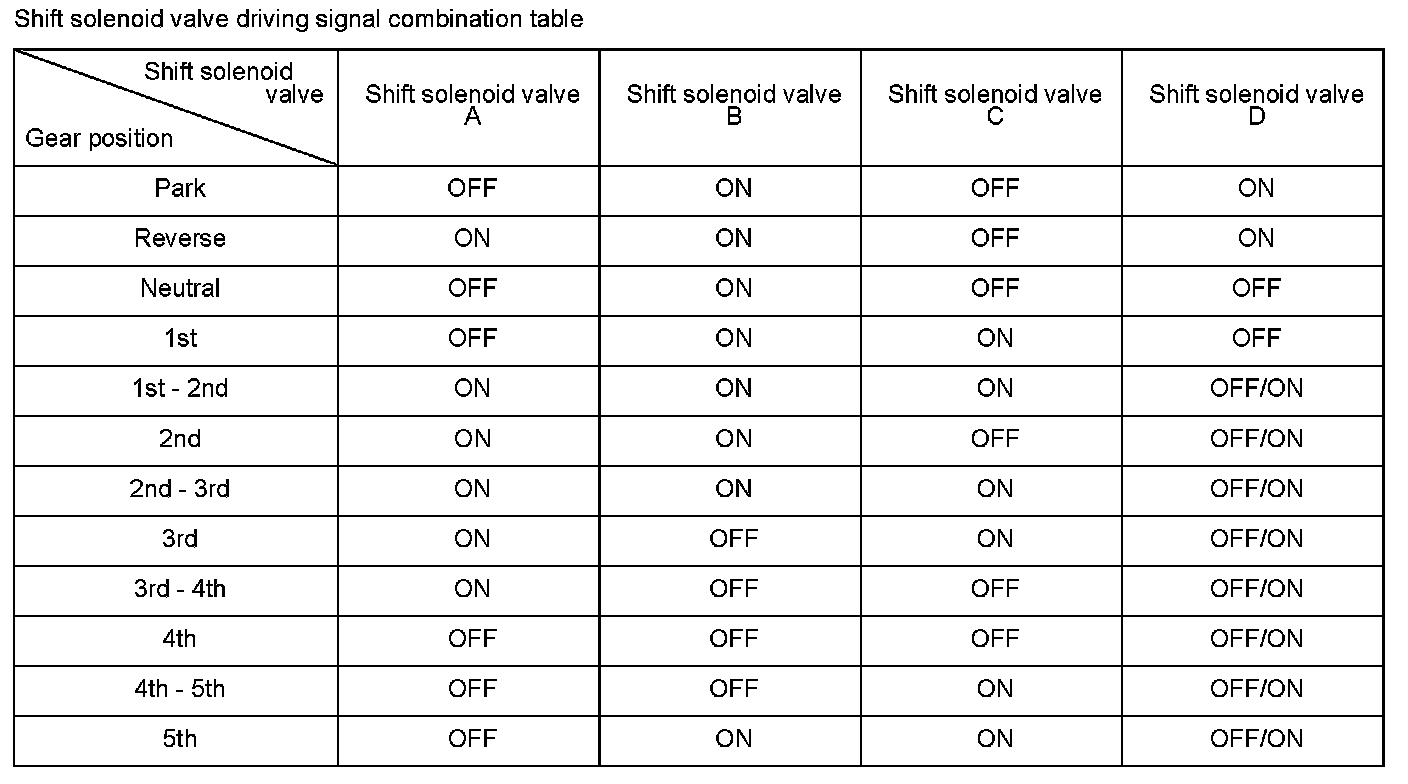 Shift solenoid valve driving signal combination table
Shift solenoid
valve
Gear position
Shift solenoid valve
A
Shift solenoid valve
B
Shift solenoid valve
C
Shift solenoid valve
D
Park OFF ON OFF ON
Reverse ON ON OFF ON
Neutral OFF ON OFF OFF
1st OFF ON ON OFF
1st - 2nd ON ON ON OFF/ON
2nd ON ON OFF OFF/ON
2nd - 3rd ON ON ON OFF/ON
3rd ON OFF ON OFF/ON
3rd - 4th ON OFF OFF OFF/ON
4th OFF OFF OFF OFF/ON
4th - 5th OFF OFF ON OFF/ON
5th OFF ON ON OFF/ON